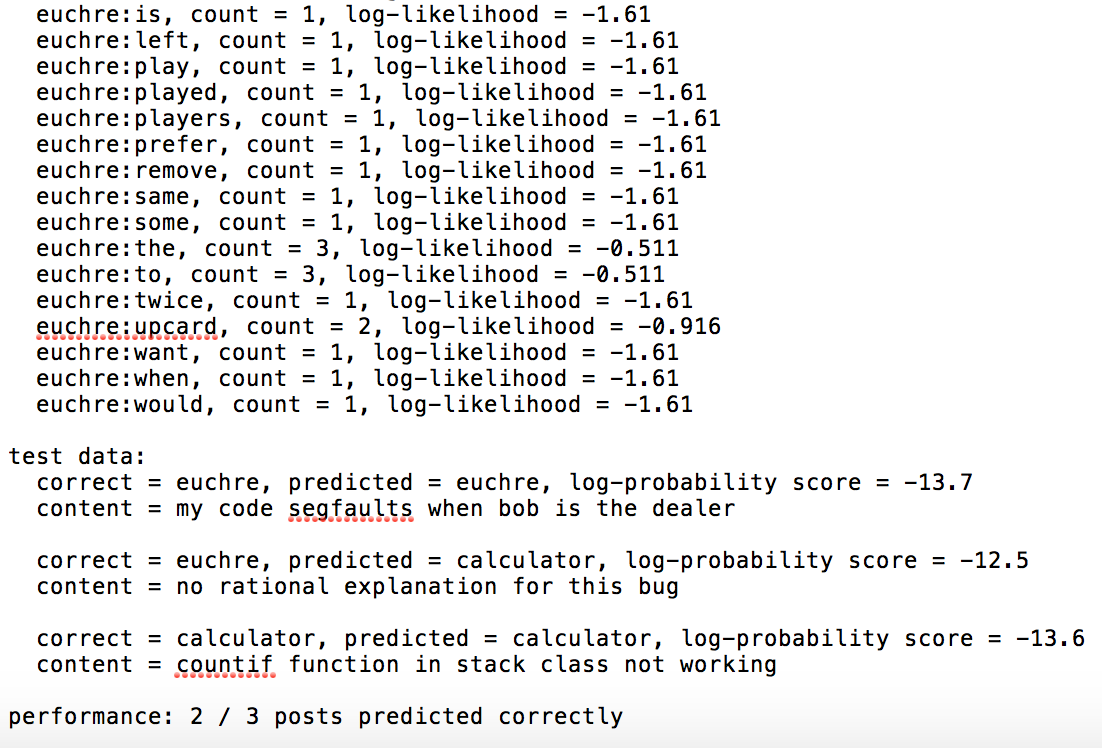 euchre:is, count = 1, log-likelihood = -1.61
euchre:left, count = 1, log-likelihood = -1.61
euchre:play, count = 1, log-likelihood = -1.61
euchre:played, count = 1, log-likelihood = -1.61
euchre:players, count = 1, log-likelihood = -1.61
euchre:prefer, count = 1, log-likelihood = -1.61
euchre:remove, count = 1, log-likelihood = -1.61
euchre:same, count = 1, log-likelihood = -1.61
euchre:some, count = 1, log-likelihood = -1.61
euchre:the, count = 3, log-likelihood = -0.511
euchre:to, count = 3, log-likelihood = -0.511
euchre:twice, count = 1, log-likelihood = -1.61
euchre:upcard, count = 2, log-likelihood = -0.916
euchre:want, count = 1, log-likelihood = -1.61
euchre:when, count = 1, log-likelihood = -1.61
euchre:would, count = 1, log-likelihood = -1.61
test data:
correct = euchre, predicted = euchre, log-probability score = -13.7
content = my code segfaults when bob is the dealer
correct = euchre, predicted = calculator, log-probability score = -12.5
content = no rational explanation for this bug
correct = calculator, predicted = calculator, log-probability score = -13.6
content = countif function in stack class not working
performance: 2 / 3 posts predicted correctly